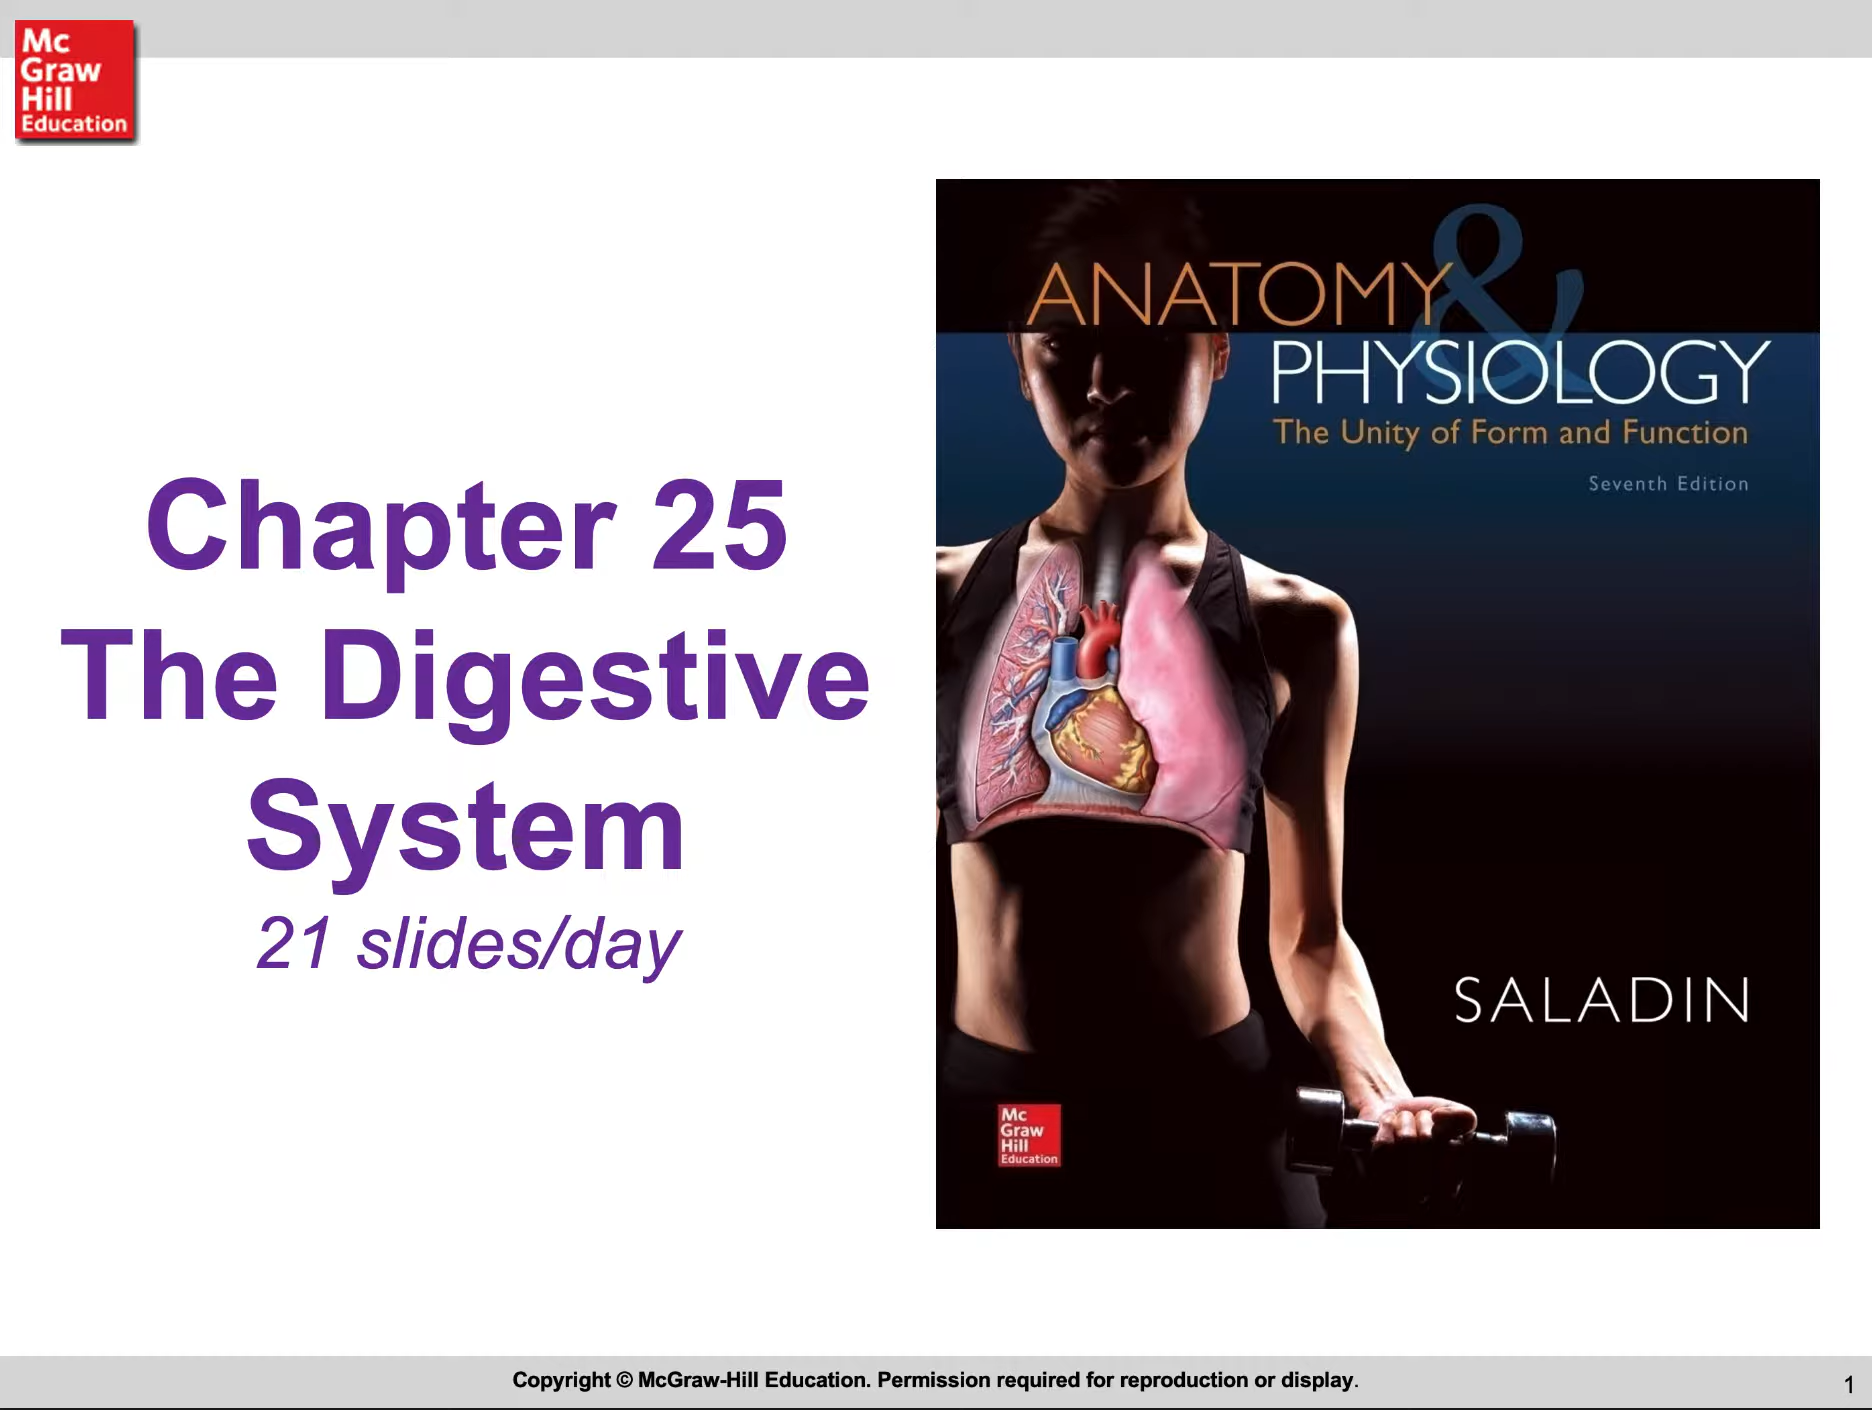 Mc
Graw
Hill
Education
Chapter 25
The Digestive
System
21 slides/day
ANATOMY &
PHYSIOLOGY
The Unity of Form and Function
Seventh Edition
SALADIN
Mc
Graw
Hill
Education
Copyright © McGraw-Hill Education. Permission required for reproduction or display.
1